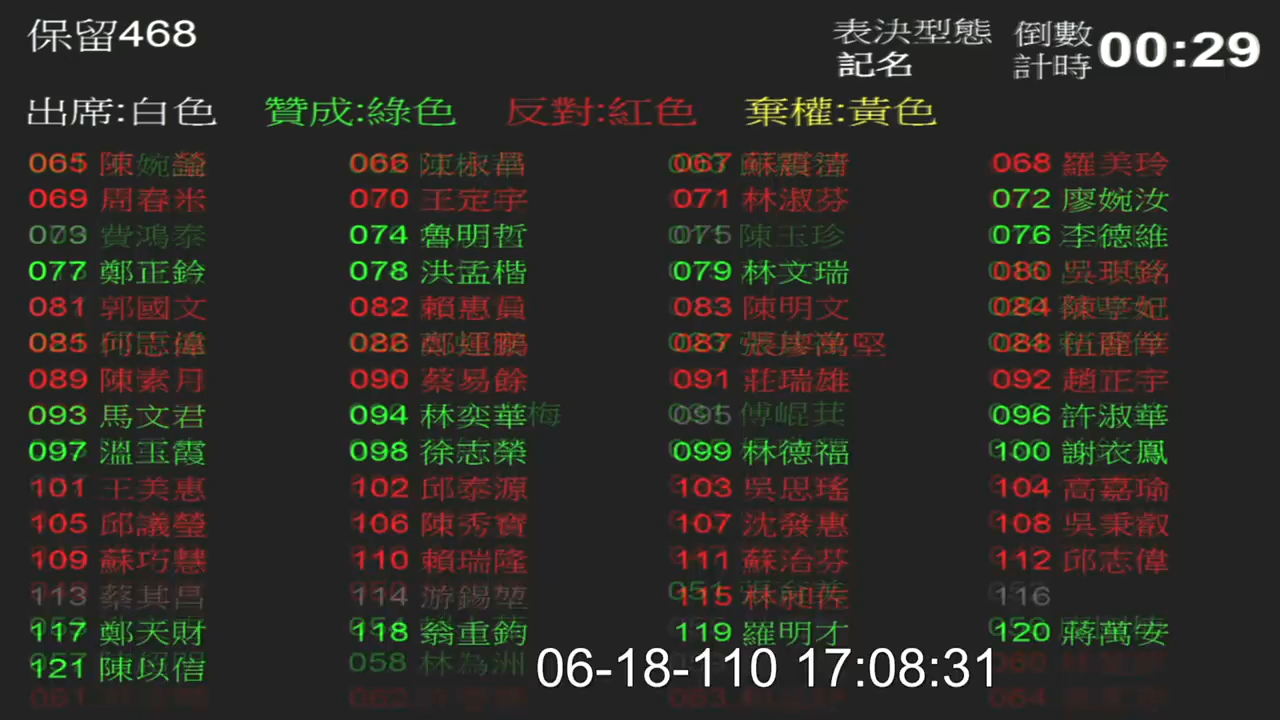 保留468
表決型態 倒數
記名 計時 00:29
出席:白色 贊成:綠色 反對:紅色 棄權:黃色
065 陳婉 066 陳椒 067 蘇震清 068 羅美玲
069 周春米 070 王定宇 071 林淑芬 072 廖婉汝
073 費鴻泰 074 魯明哲 075 陳玉珍 076 李德維
077 鄭正鈐 078 洪孟楷 079 林文瑞 080 吳琪銘
081 郭國文 082 賴惠員 083 陳明文 084 陳亭妃
085 何志偉 086 鄭運鵬 087 張廖萬堅 088 伍麗華
089 陳素月 090 蔡易餘 091 莊瑞雄 092 趙正宇
093 馬文君 094 林奕華 095 傅崐萁 096 許淑華
097 溫玉霞 098 徐志榮 099 林德福 100 謝衣鳳
101 王美惠 102 邱泰源 103 吳思瑤 104 高嘉瑜
105 邱議瑩 106 陳秀寳 107 沈發惠 108 吳秉叡
109 蘇巧慧 110 賴瑞隆 111 蘇治芬 112 邱志偉
113 蔡其昌 114 游錫堃 115 林昶佐 116
117 鄭天財 118 翁重鈞 119 羅明才 120 蔣萬安
121 陳以信 058 林為洲 06-18-110 17:08:31